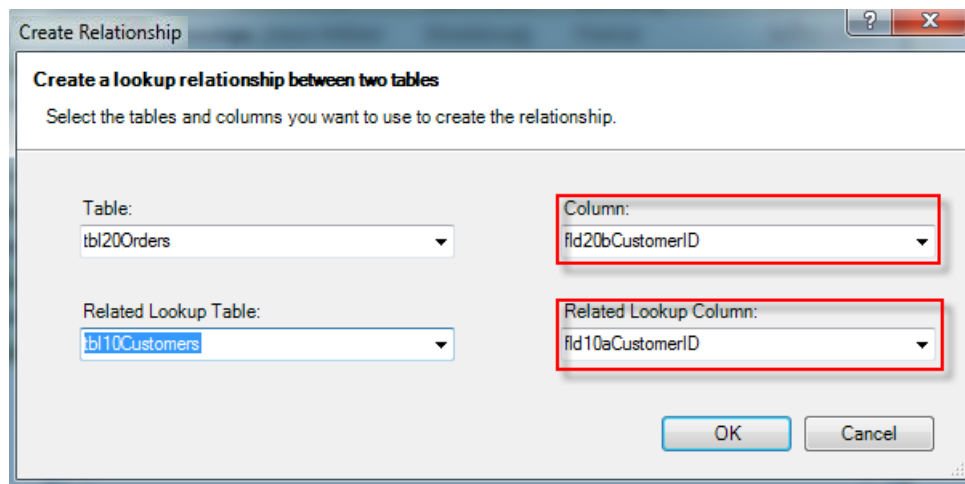 Create Relationship
Create a lookup relationship between two tables
Select the tables and columns you want to use to create the relationship.
Table:
Column:
tbl20Orders
fld20bCustomerID
Related Lookup Table:
Related Lookup Column:
tbl10Customers
fld10aCustomerID
OK
Cancel